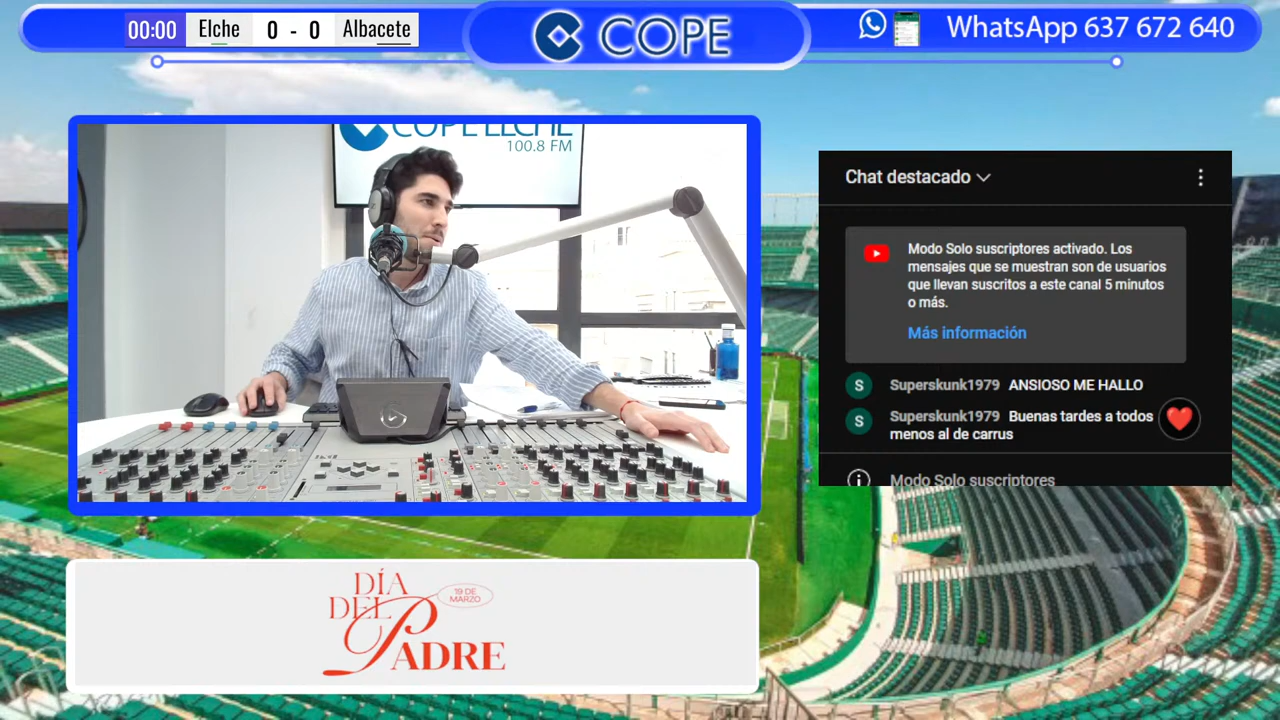 00:00 Elche 0 - 0 Albacete
COPE
WhatsApp 637 672 640
COPE ELCHE
100.8 FM
Chat destacado
Modo Solo suscriptores activado. Los
mensajes que se muestran son de usuarios
que llevan suscritos a este canal 5 minutos
o más.
Más información
S Superskunk1979 ANSIOSO ME HALLO
S Superskunk1979 Buenas tardes a todos
menos al de carrus
Modo Solo suscriptores
DÍA
DEL
PADRE
19 DE
MARZO